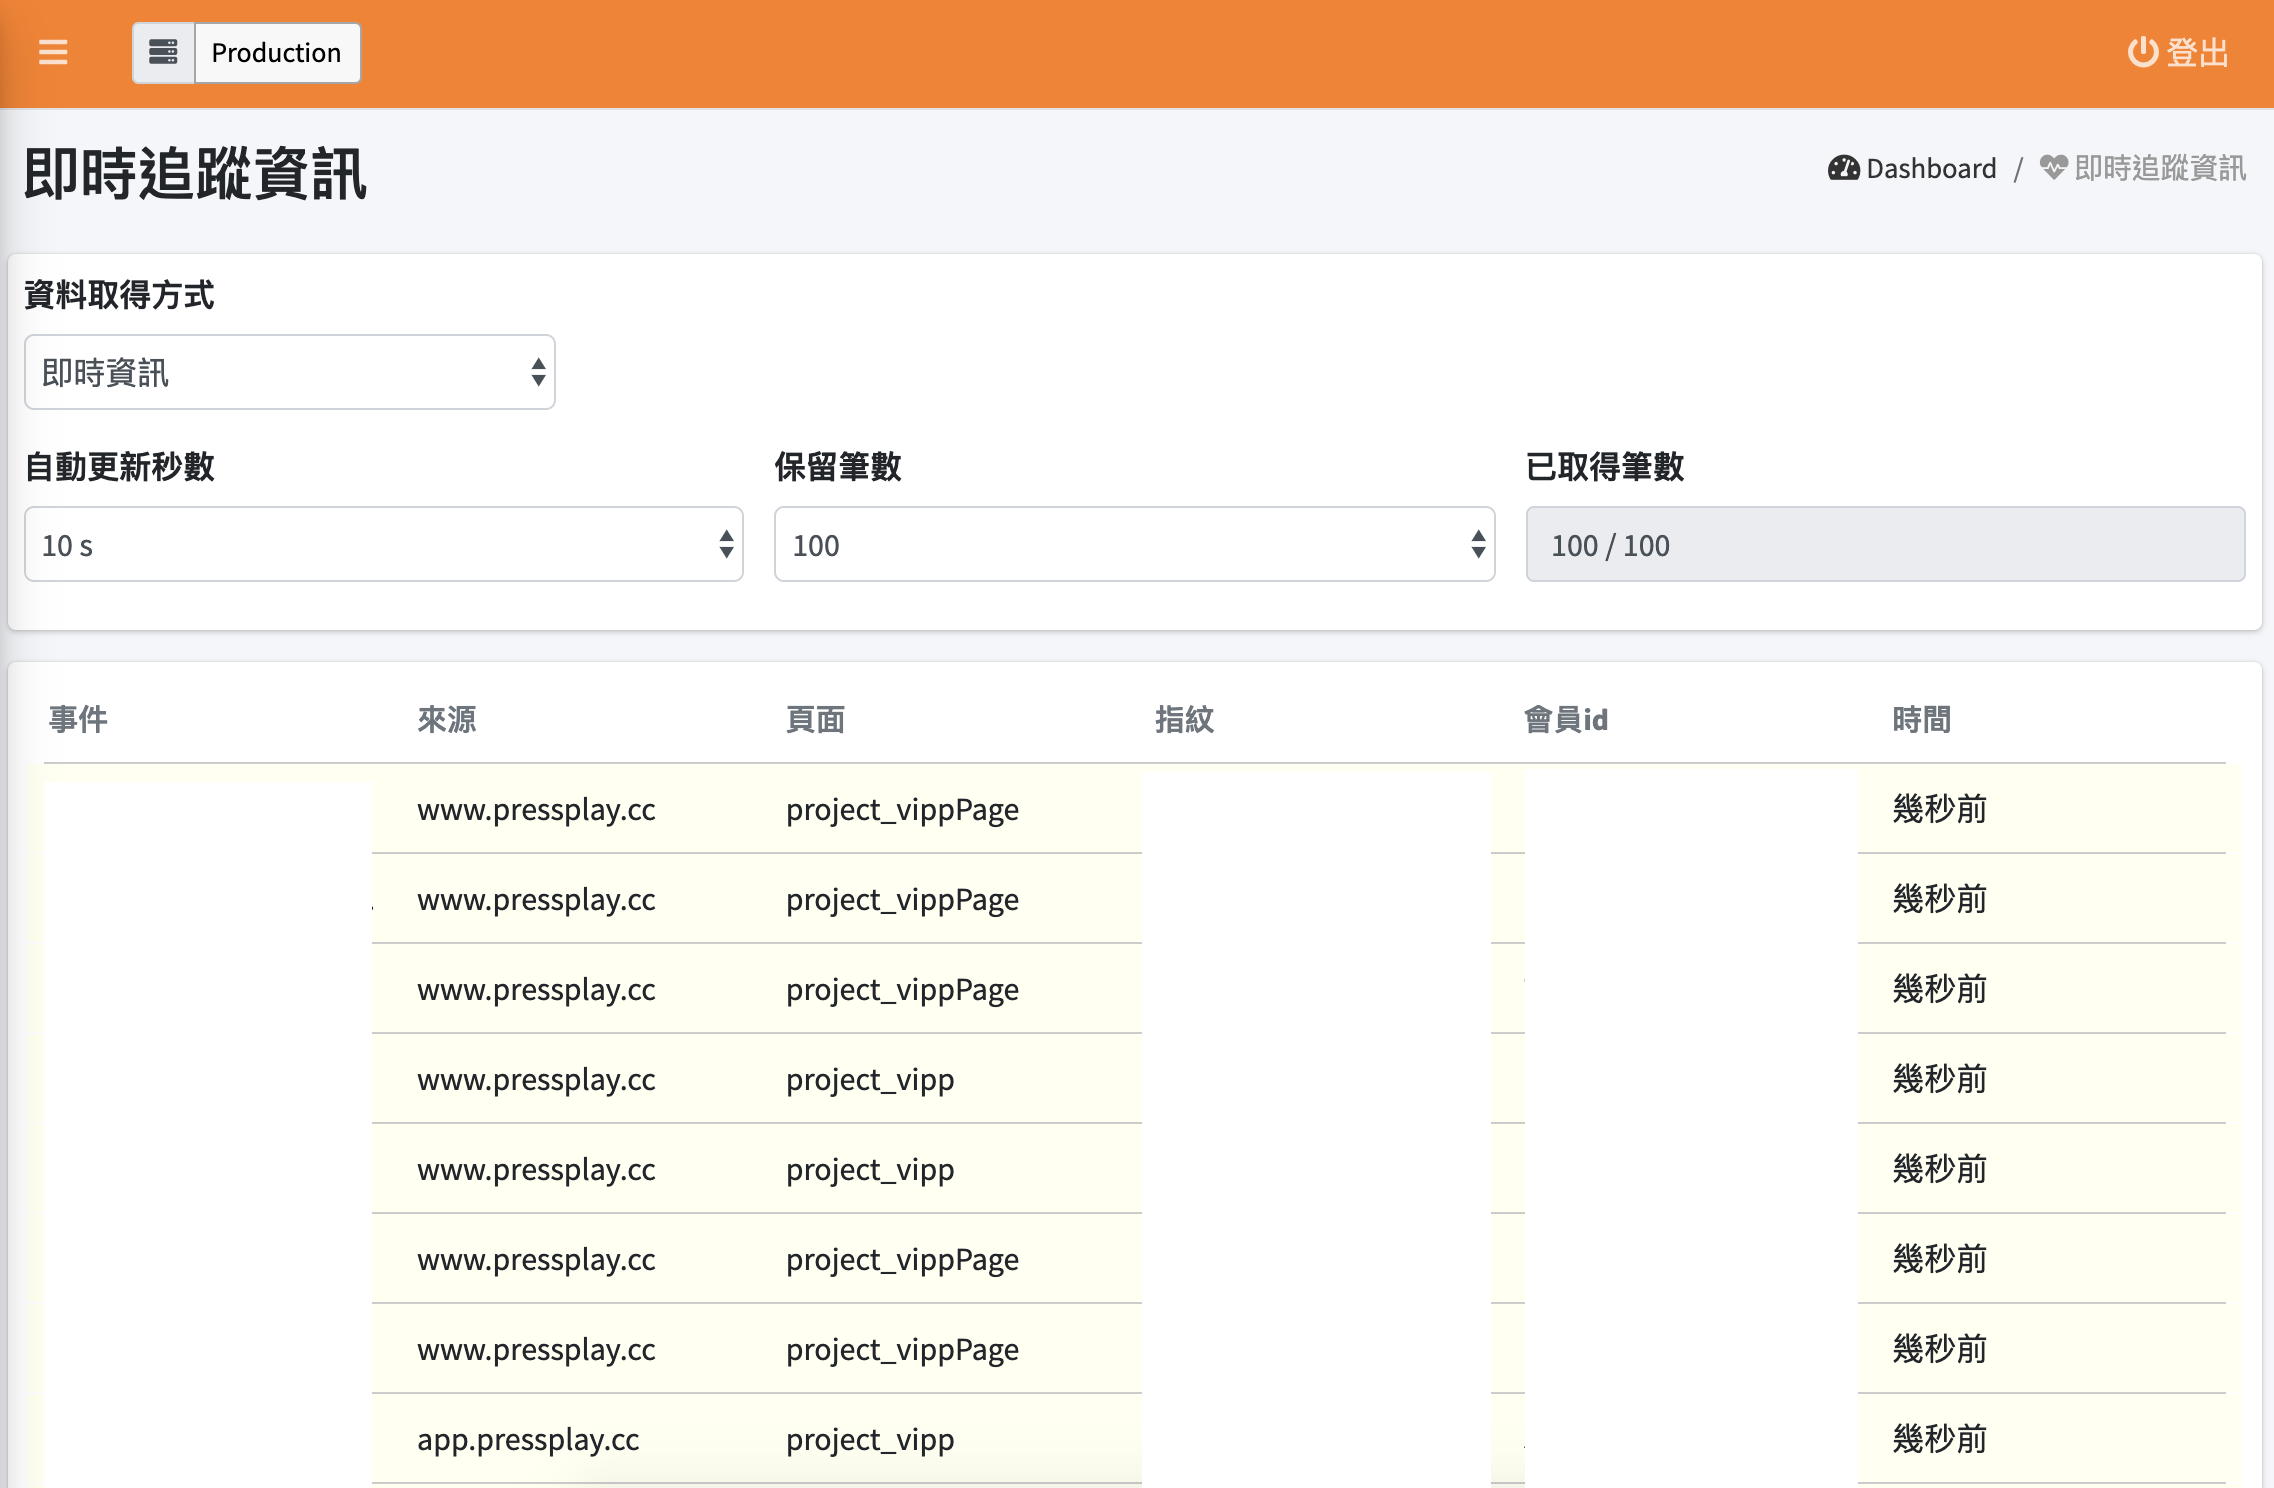 Production
登出
即時追蹤資訊
Dashboard / 即時追蹤資訊
資料取得方式
即時資訊
自動更新秒數 保留筆數 已取得筆數
10 s 100 100 / 100
事件 來源 頁面 指紋 會員id 時間
www.pressplay.cc project_vippPage 幾秒前
www.pressplay.cc project_vippPage 幾秒前
www.pressplay.cc project_vippPage 幾秒前
www.pressplay.cc project_vipp 幾秒前
www.pressplay.cc project_vipp 幾秒前
www.pressplay.cc project_vippPage 幾秒前
www.pressplay.cc project_vippPage 幾秒前
app.pressplay.cc project_vipp 幾秒前